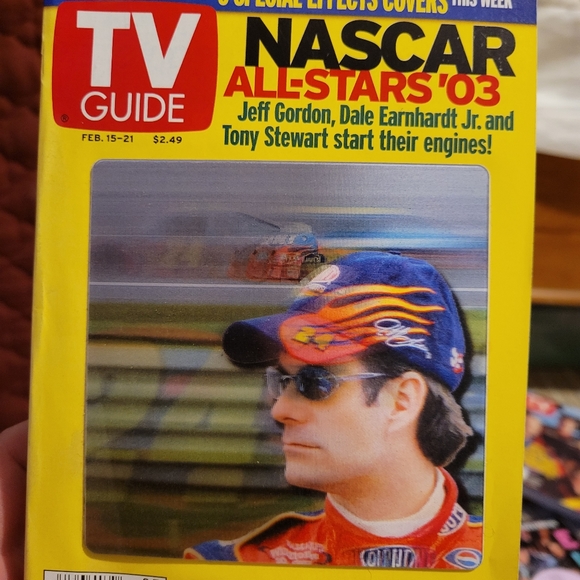 SPECIAL EFFECTS COVERS THIS WEEK
TV
GUIDE
®
FEB. 15-21 $2.49
NASCAR
ALL-STARS '03
Jeff Gordon, Dale Earnhardt Jr. and
Tony Stewart start their engines!
24